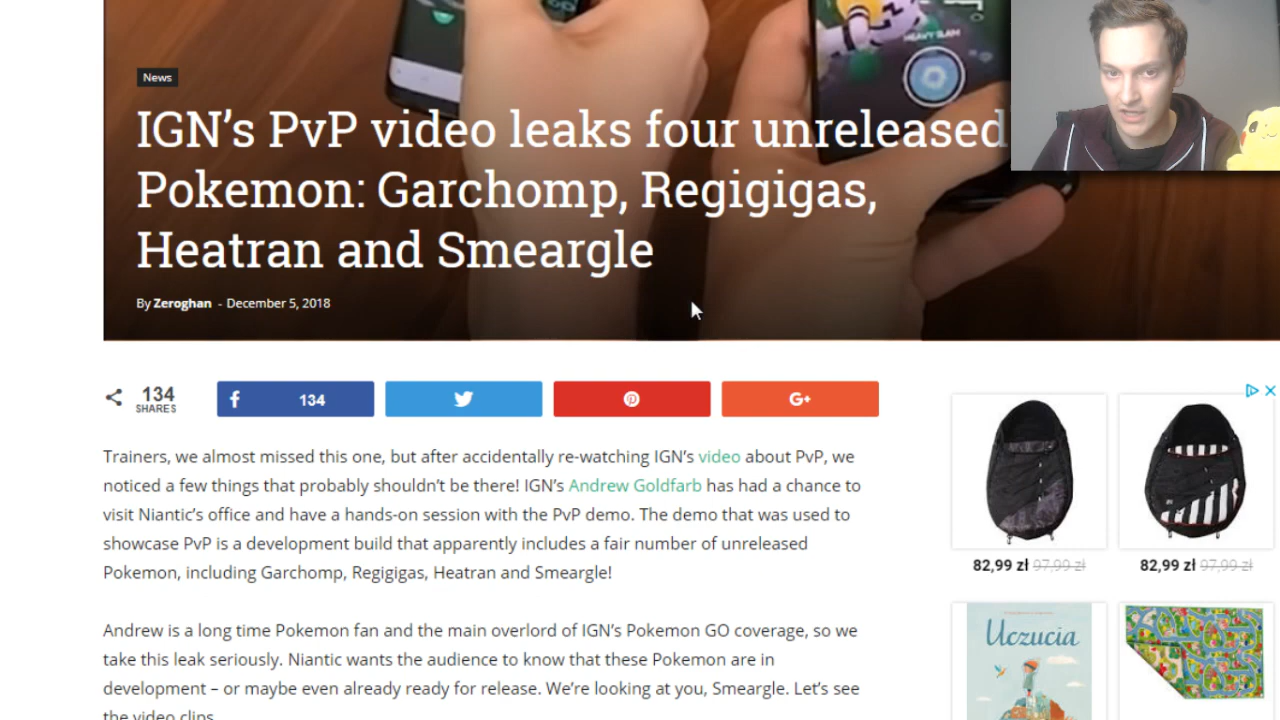 HEAVY SLAM
News
IGN’s PvP video leaks four unreleased
Pokemon: Garchomp, Regigigas,
Heatran and Smeargle
By Zeroghan - December 5, 2018
134
SHARES
134
G+
Trainers, we almost missed this one, but after accidentally re-watching IGN’s video about PvP, we
noticed a few things that probably shouldn’t be there! IGN’s Andrew Goldfarb has had a chance to
visit Niantic’s office and have a hands-on session with the PvP demo. The demo that was used to
showcase PvP is a development build that apparently includes a fair number of unreleased
Pokemon, including Garchomp, Regigigas, Heatran and Smeargle!
Andrew is a long time Pokemon fan and the main overlord of IGN’s Pokemon GO coverage, so we
take this leak seriously. Niantic wants the audience to know that these Pokemon are in
development – or maybe even already ready for release. We’re looking at you, Smeargle. Let’s see
the video clips
82,99 zł 97,99 zł
82,99 zł 97,99 zł
Uczucia